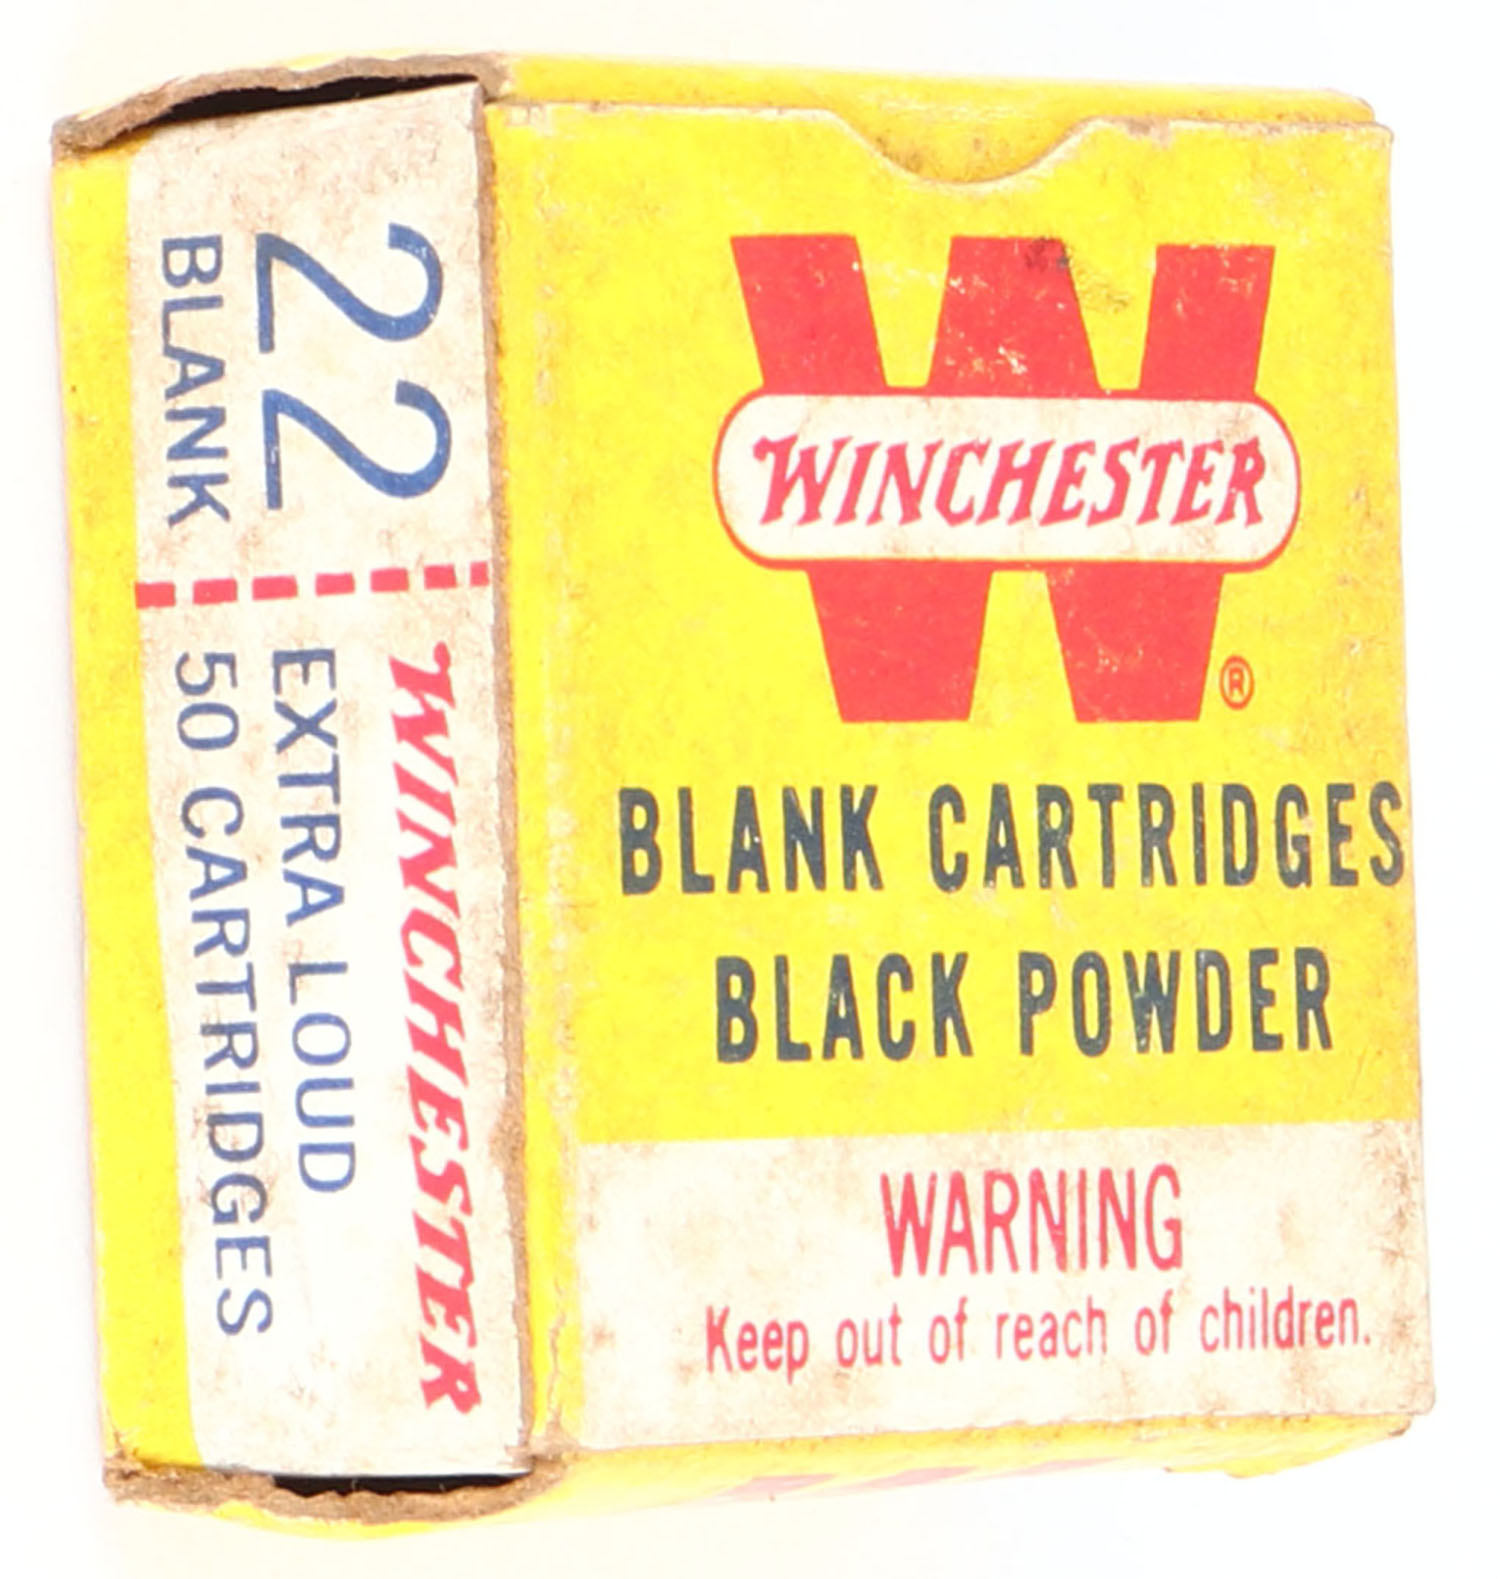 WINCHESTER
®
BLANK CARTRIDGES
BLACK POWDER
WARNING
Keep out of reach of children.
22
BLANK
WINCHESTER
EXTRA LOUD
50 CARTRIDGES